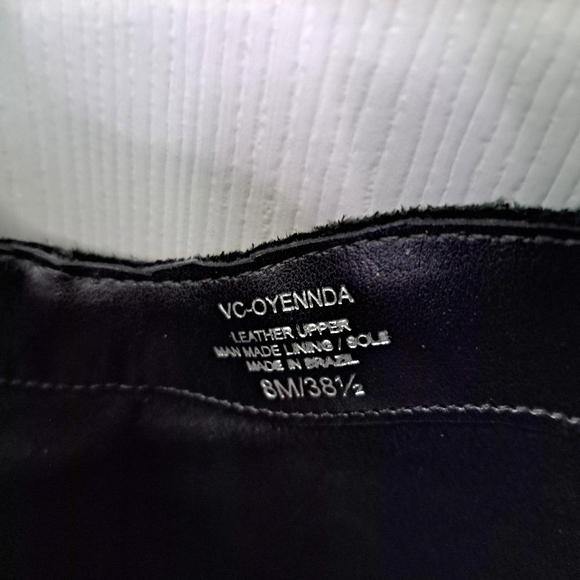 VC-OYENNDA
LEATHER UPPER
MAN MADE LINING / SOLE
MADE IN BRAZIL
8M/38½